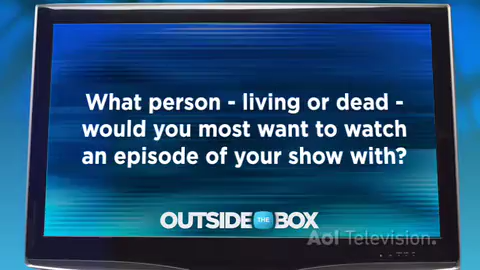 What person - living or dead -
would you most want to watch
an episode of your show with?
OUTSIDE THE BOX
Aol Television.